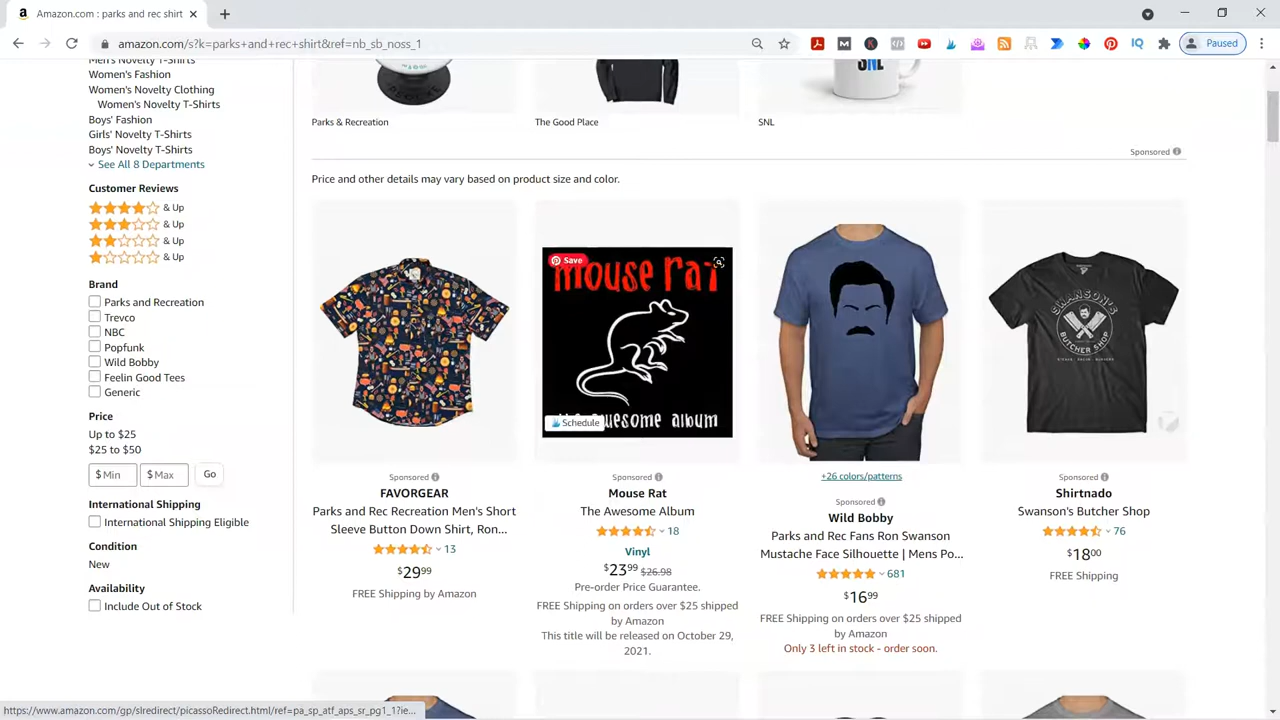 Amazon.com : parks and rec shirt
amazon.com/s?k=parks+and+rec+shirt&ref=nb_sb_noss_1
Paused
Men's Novelty T-Shirts
Women's Fashion
Women's Novelty Clothing
Women's Novelty T-Shirts
Boys' Fashion
Girls' Novelty T-Shirts
Boys' Novelty T-Shirts
See All 8 Departments
Customer Reviews
& Up
& Up
& Up
& Up
Brand
Parks and Recreation
Trevco
NBC
Popfunk
Wild Bobby
Feelin Good Tees
Generic
Price
Up to $25
$25 to $50
$ Min $ Max Go
International Shipping
International Shipping Eligible
Condition
New
Availability
Include Out of Stock
SNL
Parks & Recreation
The Good Place
SNL
Sponsored
Price and other details may vary based on product size and color.
Save
mouse rat
Schedule
album
SWANSON'S
BUTCHER SHOP
Sponsored
FAVORGEAR
Parks and Rec Recreation Men's Short
Sleeve Button Down Shirt, Ron...
13
$2999
FREE Shipping by Amazon
Sponsored
Mouse Rat
The Awesome Album
18
Vinyl
$2399 $26.98
Pre-order Price Guarantee.
FREE Shipping on orders over $25 shipped
by Amazon
This title will be released on October 29,
2021.
+26 colors/patterns
Sponsored
Wild Bobby
Parks and Rec Fans Ron Swanson
Mustache Face Silhouette | Mens Po...
681
$1699
FREE Shipping on orders over $25 shipped
by Amazon
Only 3 left in stock - order soon.
Sponsored
Shirtnado
Swanson's Butcher Shop
76
$1800
FREE Shipping
https://www.amazon.com/gp/slredirect/picassoRedirect.html/ref=pa_sp_atf_aps_sr_pg1_1?ie...